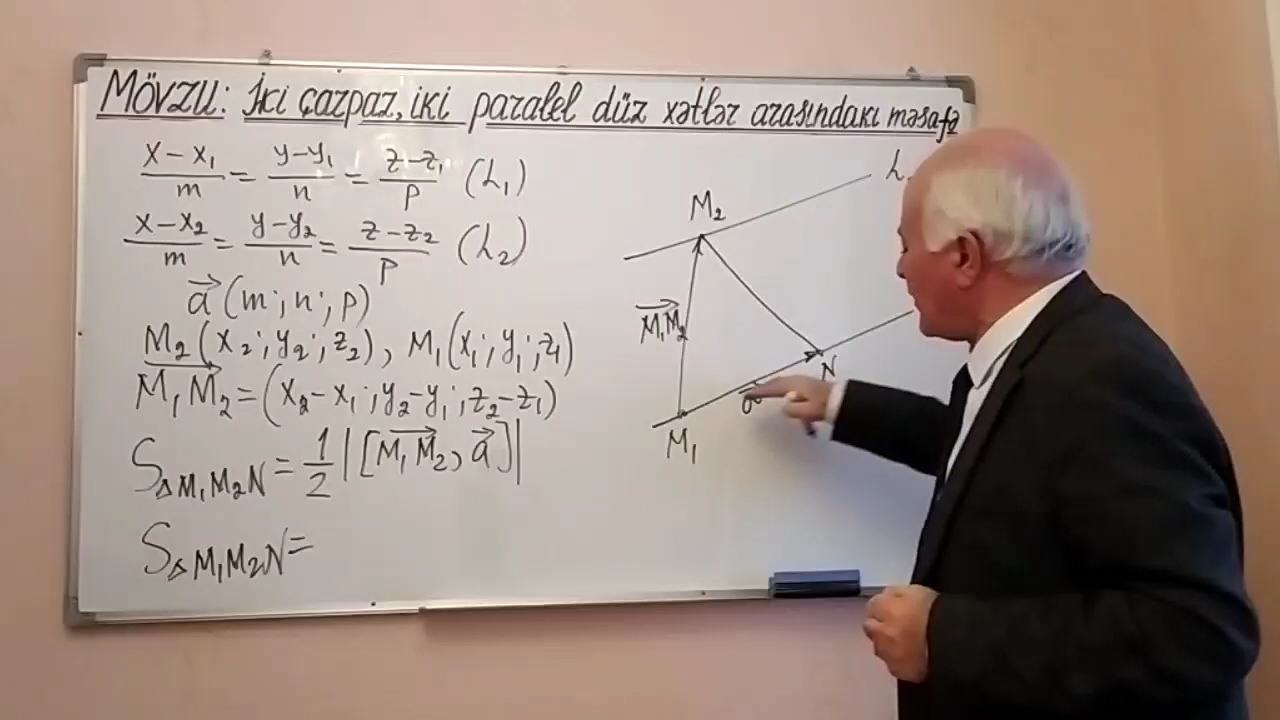 MÖVZU: İki çarpaz, iki paralel düz xətlər arasındakı məsafə
(x-x₁)/m = (y-y₁)/n = (z-z₁)/p (L₁)
(x-x₂)/m = (y-y₂)/n = (z-z₂)/p (L₂)
a⃗ (m; n; p)
M₂(x₂; y₂; z₂), M₁(x₁; y₁; z₁)
M₁M₂⃗ = (x₂-x₁; y₂-y₁; z₂-z₁)
S△M₁M₂N = 1/2 |[M₁M₂⃗, a⃗]|
S△M₁M₂N =
L
M₂
M₁M₂⃗
N
M₁